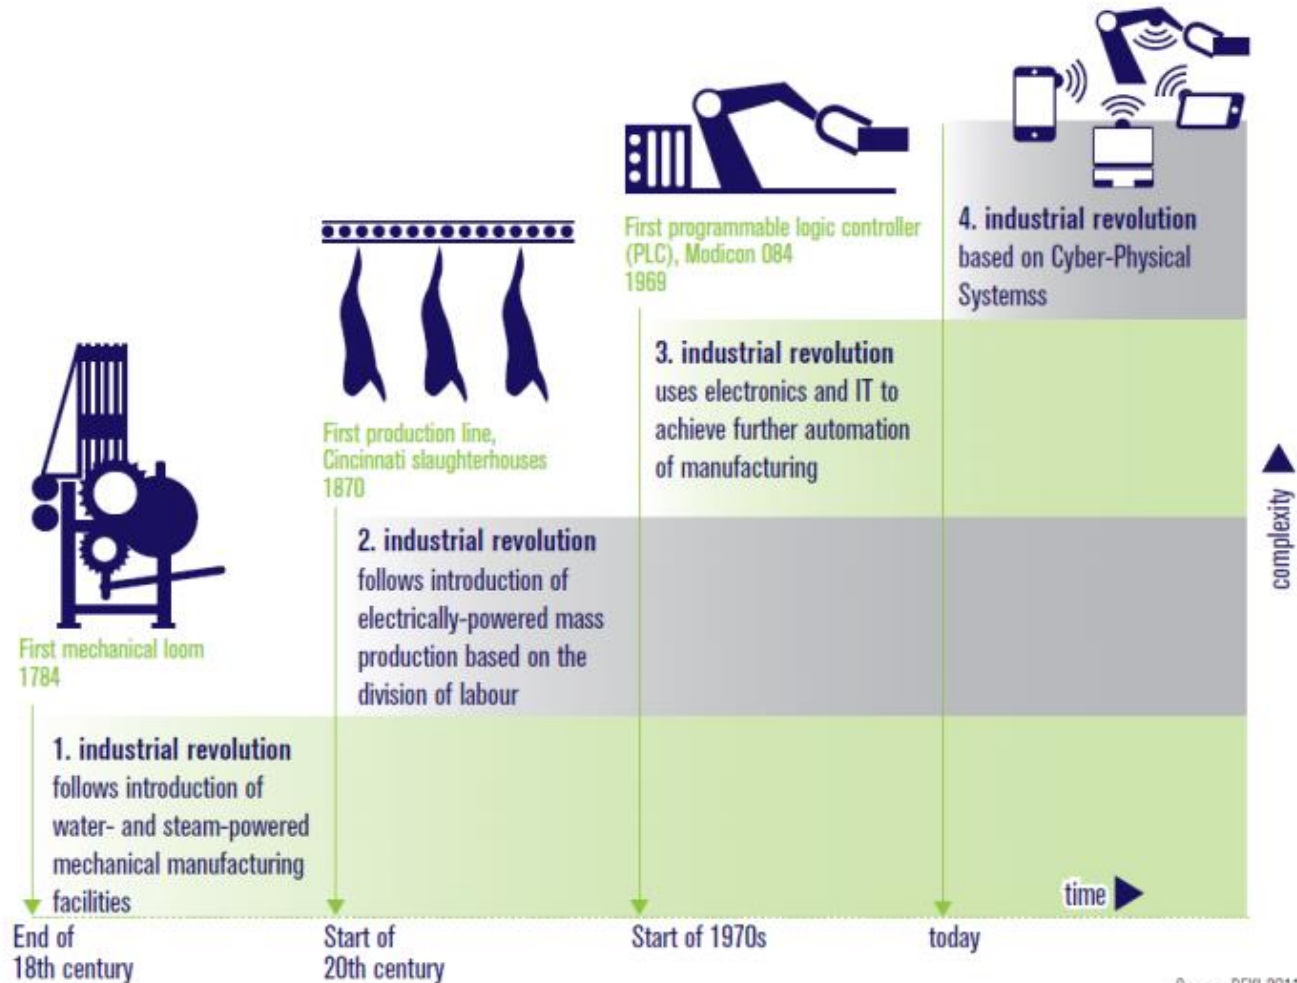 First mechanical loom
1784
1. industrial revolution
follows introduction of
water- and steam-powered
mechanical manufacturing
facilities
End of
18th century
First production line,
Cincinnati slaughterhouses
1870
2. industrial revolution
follows introduction of
electrically-powered mass
production based on the
division of labour
Start of
20th century
First programmable logic controller
(PLC), Modicon 084
1969
3. industrial revolution
uses electronics and IT to
achieve further automation
of manufacturing
Start of 1970s
4. industrial revolution
based on Cyber-Physical
Systemss
today
time
complexity